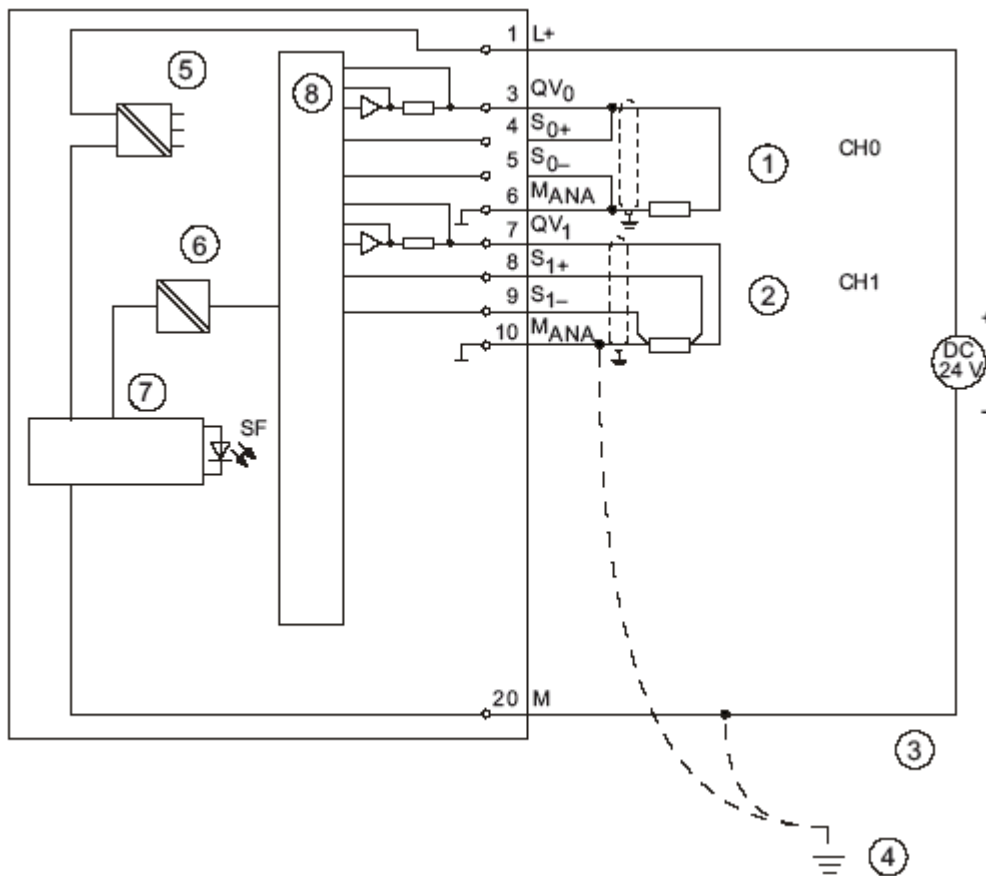 1 L+
5
8
3 QV0
4 S0+
5 S0–
6 MANA
1 CH0
7 QV1
6
8 S1+
9 S1–
2 CH1
10 MANA
+
DC
24 V
-
7
SF
20 M
3
4